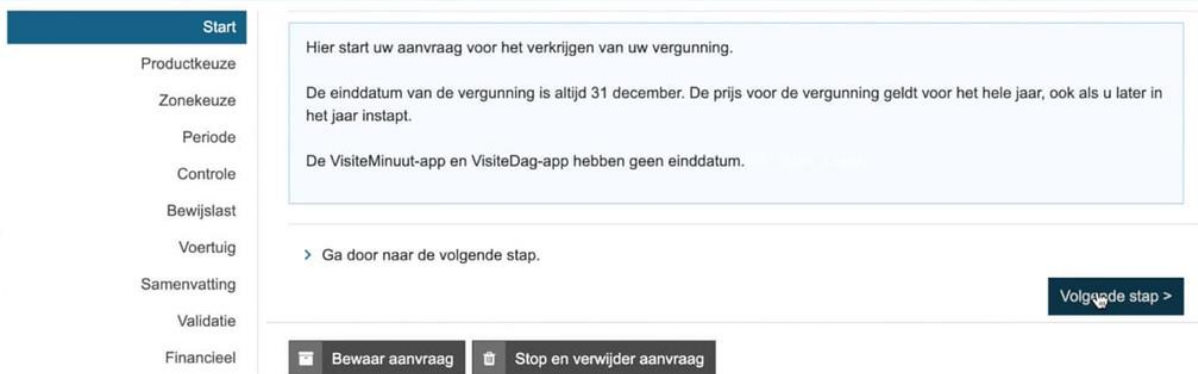 Start
Productkeuze
Zonekeuze
Periode
Controle
Bewijslast
Voertuig
Samenvatting
Validatie
Financieel
Hier start uw aanvraag voor het verkrijgen van uw vergunning.
De einddatum van de vergunning is altijd 31 december. De prijs voor de vergunning geldt voor het hele jaar, ook als u later in
het jaar instapt.
De VisiteMinuut-app en VisiteDag-app hebben geen einddatum.
Ga door naar de volgende stap.
Volgende stap >
Bewaar aanvraag
Stop en verwijder aanvraag